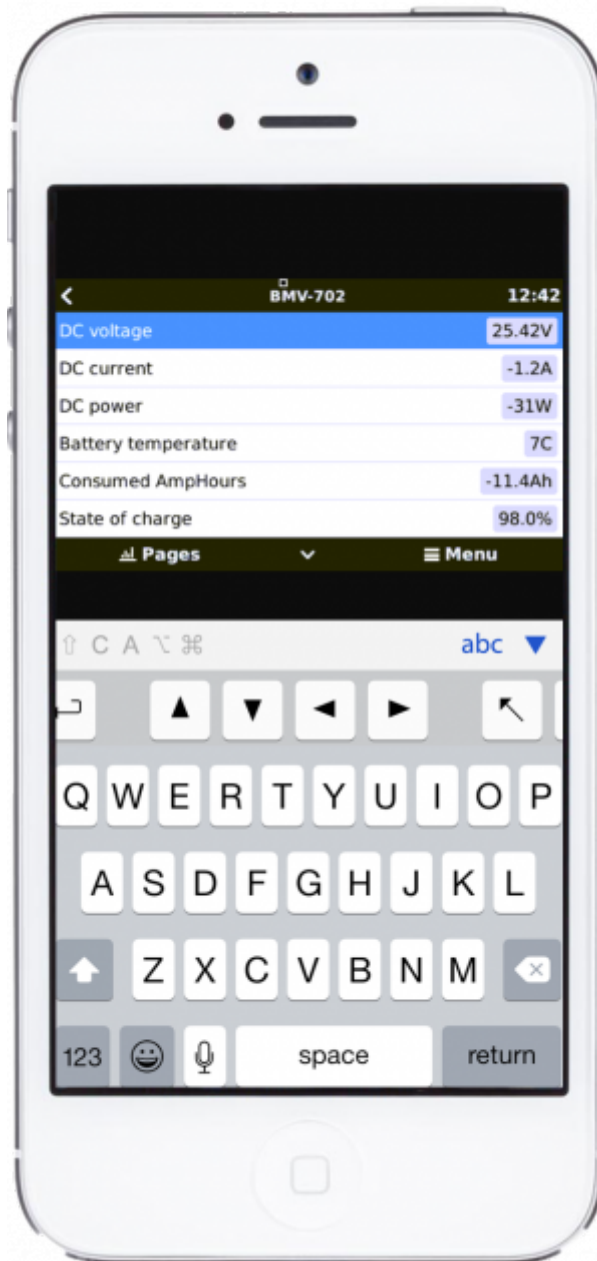 BMV-702 12:42
DC voltage 25.42V
DC current -1.2A
DC power -31W
Battery temperature 7C
Consumed AmpHours -11.4Ah
State of charge 98.0%
Pages Menu
⇧ C A ⌥ ⌘ abc ▼
Q W E R T Y U I O P
A S D F G H J K L
Z X C V B N M
123 space return